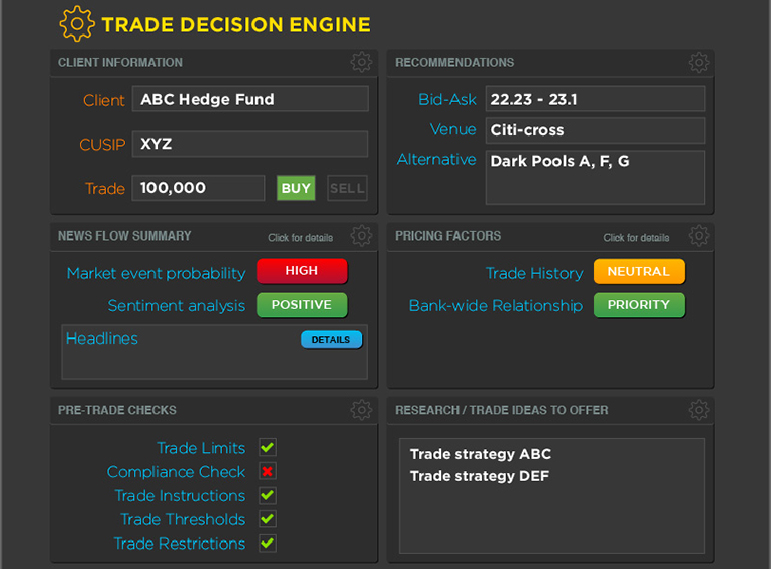 TRADE DECISION ENGINE
CLIENT INFORMATION
Client ABC Hedge Fund
CUSIP XYZ
Trade 100,000 BUY SELL
RECOMMENDATIONS
Bid-Ask 22.23 - 23.1
Venue Citi-cross
Alternative Dark Pools A, F, G
NEWS FLOW SUMMARY Click for details
Market event probability HIGH
Sentiment analysis POSITIVE
Headlines DETAILS
PRICING FACTORS Click for details
Trade History NEUTRAL
Bank-wide Relationship PRIORITY
PRE-TRADE CHECKS
Trade Limits
Compliance Check
Trade Instructions
Trade Thresholds
Trade Restrictions
RESEARCH / TRADE IDEAS TO OFFER
Trade strategy ABC
Trade strategy DEF